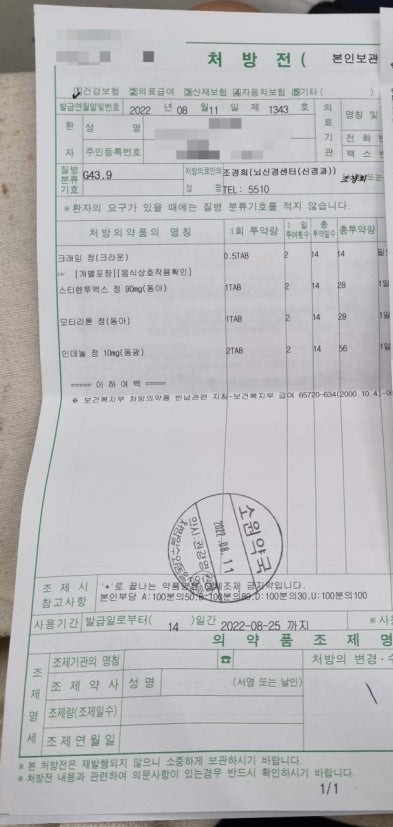 처 방 전 ( 본인보관
①건강보험 ②의료급여 ③산재보험 ④자동차보험 ⑤기타 ( )
발급연월일및번호 2022 년 08 월 11 일 제 1343 호
의료기관
명칭 및
전 화 번
팩 스 번
환자
성 명
주민등록번호
질병분류기호 G43.9
처방의료인의 성 명 조경희(뇌신경센터(신경과)) 조경희
TEL: 5510
※환자의 요구가 있을 때에는 질병 분류기호를 적지 않습니다.
처방의약품의 명칭 1회 투약량 1일투여횟수 총투약일수 총투약량
크래밍 정(크라운) 0.5TAB 2 14 14
☞ [개별포장][음식상호작용확인]
스티렌투엑스 정 90mg(동아) 1TAB 2 14 28 1일
모티리톤 정(동아) 1TAB 2 14 28 1일
인데놀 정 10mg(동광) 2TAB 2 14 56 1일
==== 이 하 여 백 ====
※ 보건복지부 처방의약품 반납관련 지침-보건복지부 급여 65720-634(2000.10.4)-에
소원약국
2022.08.11
조 제 시 참고사항
'*'로 끝나는 약품명은 대체조제 금지약입니다.
본인부담 A:100분의50,B:100분의80,D:100분의30,U:100분의100
사용기간 발급일로부터( 14 )일간 2022-08-25 까지
의 약 품 조 제 명
조제명세
조제기관의 명칭 ☎ 처방의 변경·수
조 제 약 사 성 명 (서명 또는 날인)
조제량(조제일수)
조 제 연 월 일
※ 본 처방전은 재발행되지 않으니 소중하게 보관하시기 바랍니다.
※ 처방전 내용과 관련하여 의문사항이 있는경우 반드시 확인하시기 바랍니다.
1/1